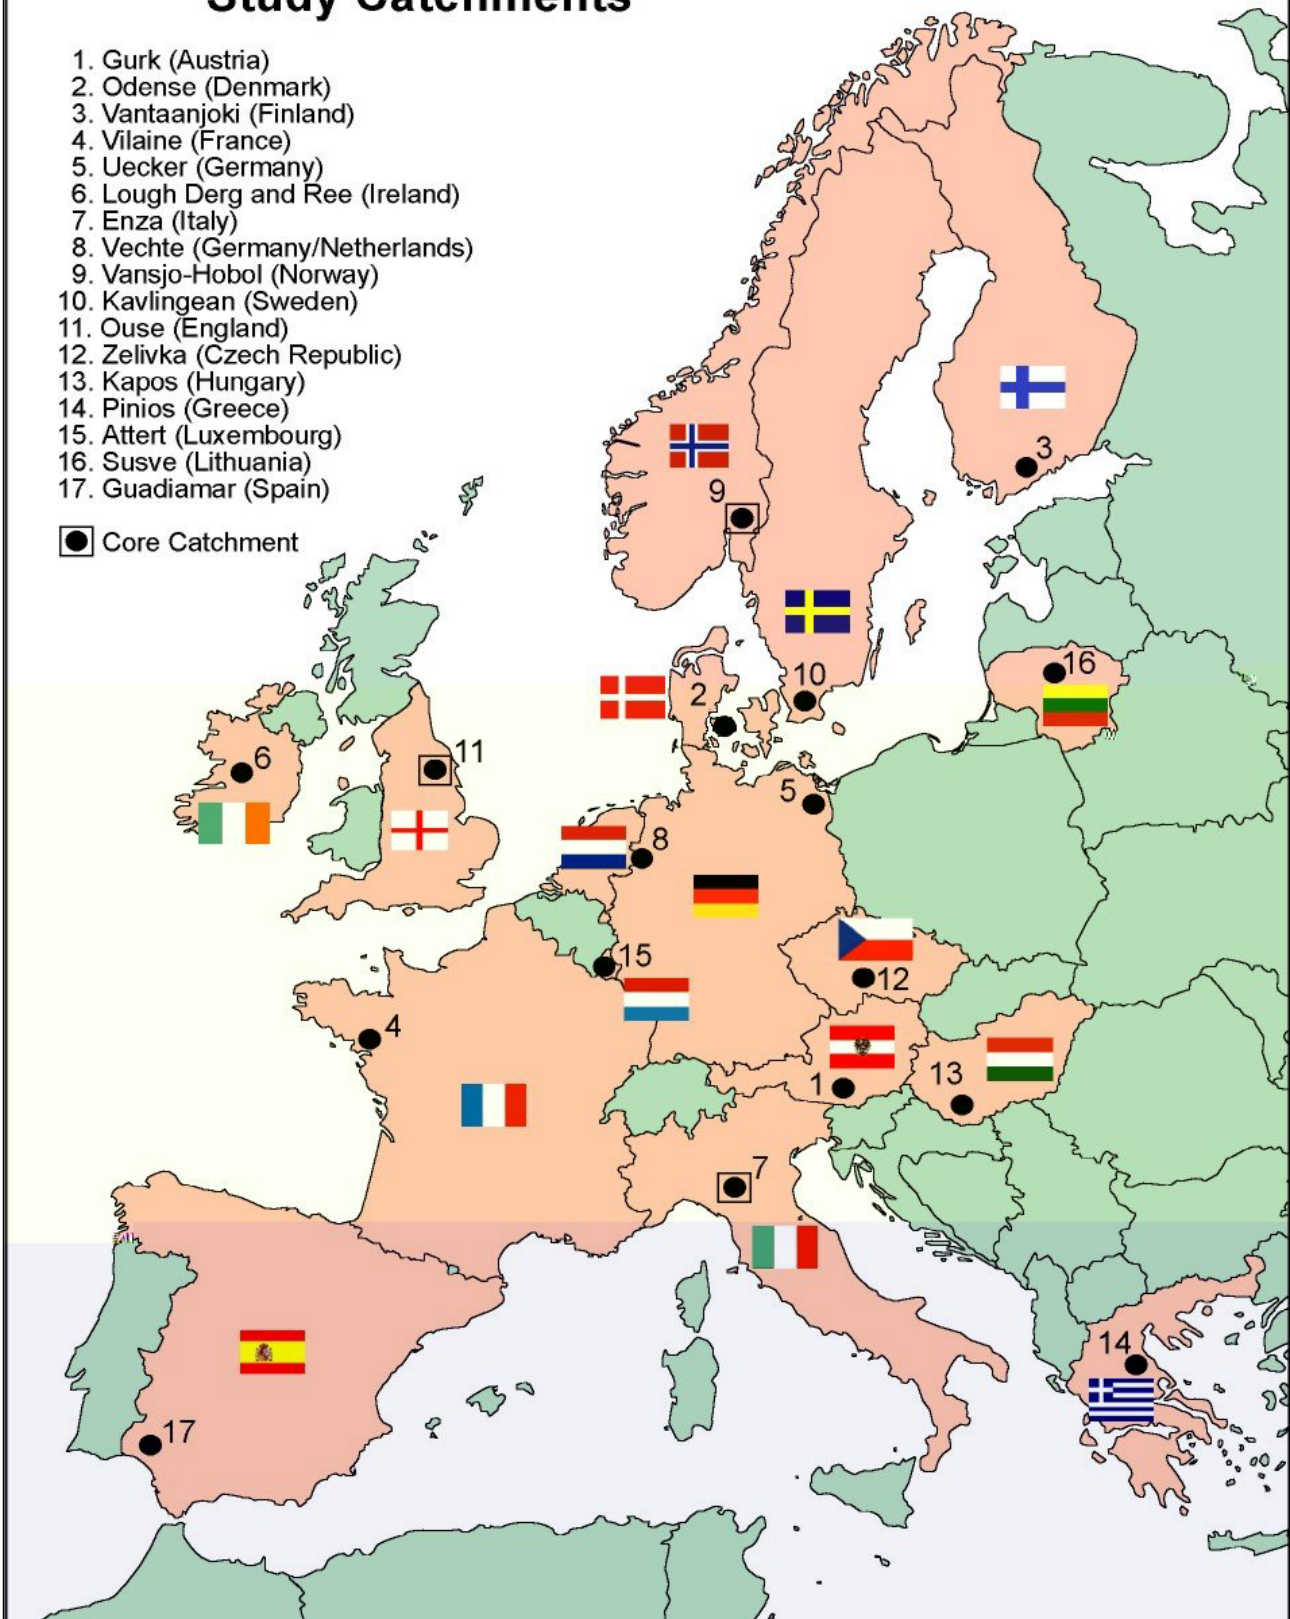 Study Catchments
1. Gurk (Austria)
2. Odense (Denmark)
3. Vantaanjoki (Finland)
4. Vilaine (France)
5. Uecker (Germany)
6. Lough Derg and Ree (Ireland)
7. Enza (Italy)
8. Vechte (Germany/Netherlands)
9. Vansjo-Hobol (Norway)
10. Kavlingean (Sweden)
11. Ouse (England)
12. Zelivka (Czech Republic)
13. Kapos (Hungary)
14. Pinios (Greece)
15. Attert (Luxembourg)
16. Susve (Lithuania)
17. Guadiamar (Spain)
Core Catchment
3
9
16
10
2
11
6
5
8
15
12
4
13
1
7
14
17